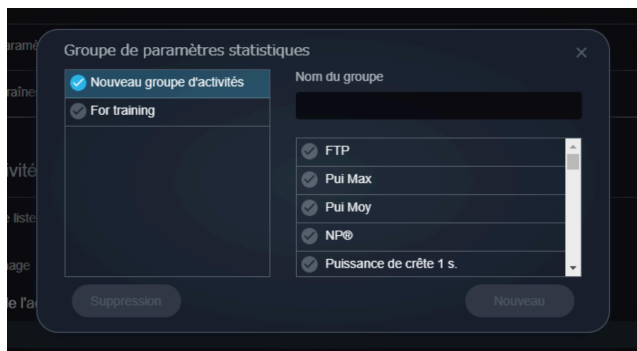 Groupe de paramètres statistiques
Nouveau groupe d'activités
For training
Nom du groupe
FTP
Pui Max
Pui Moy
NP®
Puissance de crête 1 s.
Suppression
Nouveau